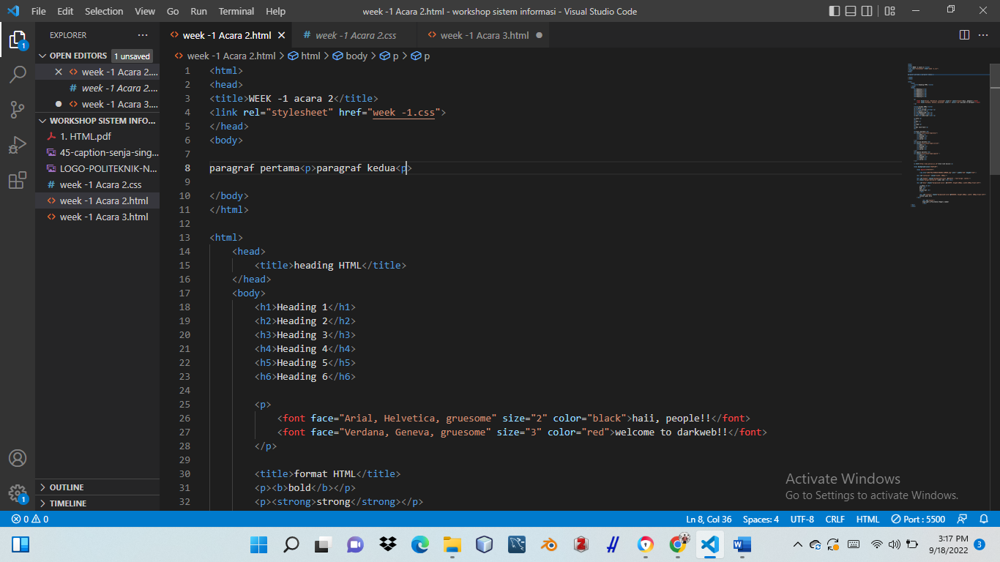 File Edit Selection View Go Run Terminal Help week -1 Acara 2.html - workshop sistem informasi - Visual Studio Code
EXPLORER
OPEN EDITORS 1 unsaved
week -1 Acara 2....
week -1 Acara 2....
week -1 Acara 3....
WORKSHOP SISTEM INFO...
1. HTML.pdf
45-caption-senja-sing...
LOGO-POLITEKNIK-N...
week -1 Acara 2.css
week -1 Acara 2.html
week -1 Acara 3.html
OUTLINE
TIMELINE
week -1 Acara 2.html week -1 Acara 2.css week -1 Acara 3.html
week -1 Acara 2.html > html > body > p > p
1 <html>
2 <head>
3 <title>WEEK -1 acara 2</title>
4 <link rel="stylesheet" href="week -1.css">
5 </head>
6 <body>
7
8 paragraf pertama<p>paragraf kedua<p>
9
10 </body>
11 </html>
12
13 <html>
14 <head>
15 <title>heading HTML</title>
16 </head>
17 <body>
18 <h1>Heading 1</h1>
19 <h2>Heading 2</h2>
20 <h3>Heading 3</h3>
21 <h4>Heading 4</h4>
22 <h5>Heading 5</h5>
23 <h6>Heading 6</h6>
24
25 <p>
26 <font face="Arial, Helvetica, gruesome" size="2" color="black">haii, people!!</font>
27 <font face="Verdana, Geneva, gruesome" size="3" color="red">welcome to darkweb!!</font>
28 </p>
29
30 <title>format HTML</title>
31 <p><b>bold</b></p>
32 <p><strong>strong</strong></p>
Activate Windows
Go to Settings to activate Windows.
1
1
0 0 Ln 8, Col 36 Spaces: 4 UTF-8 CRLF HTML Port : 5500
3:17 PM
9/18/2022
3